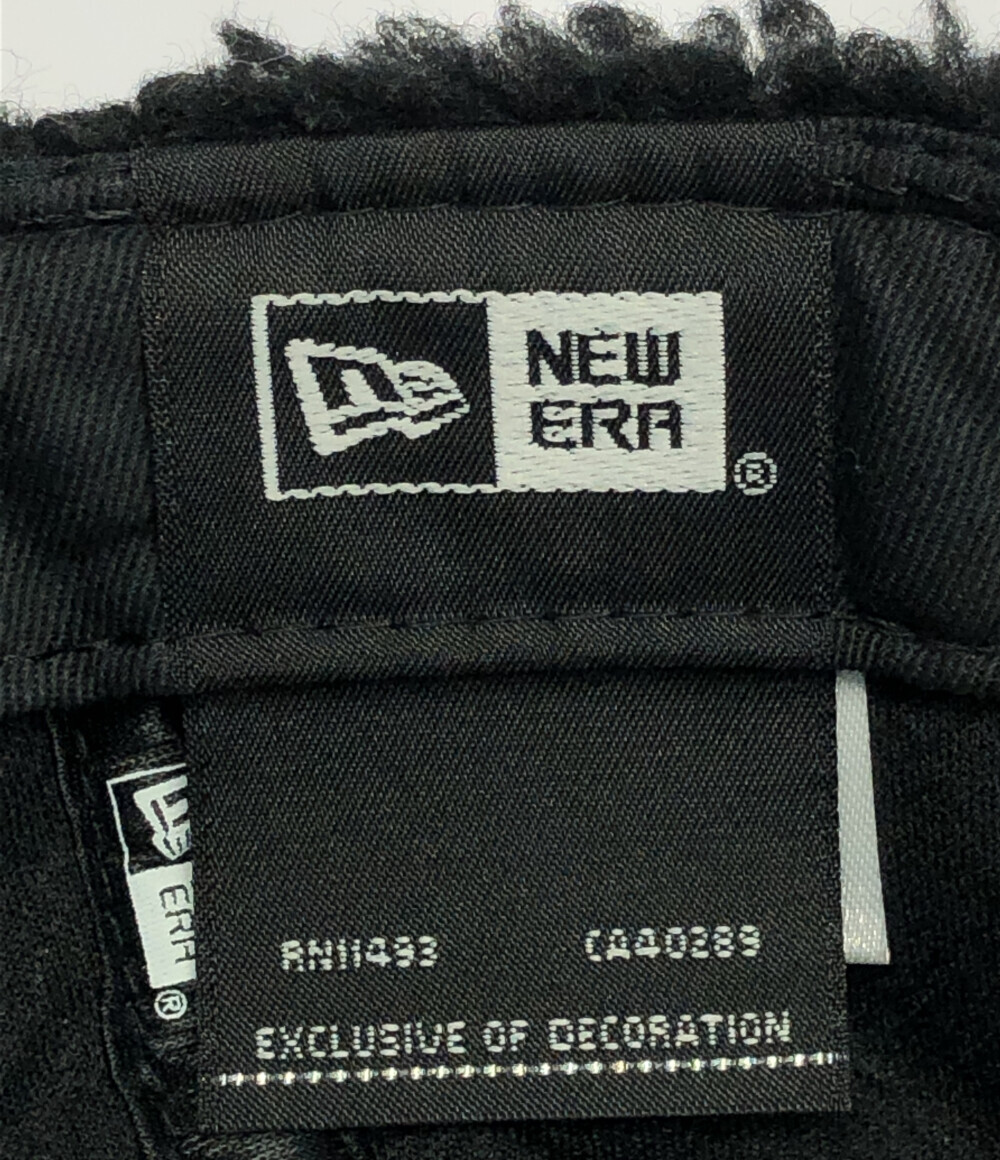 NEW
ERA
®
ERA
®
RN11493 CA40289
EXCLUSIVE OF DECORATION